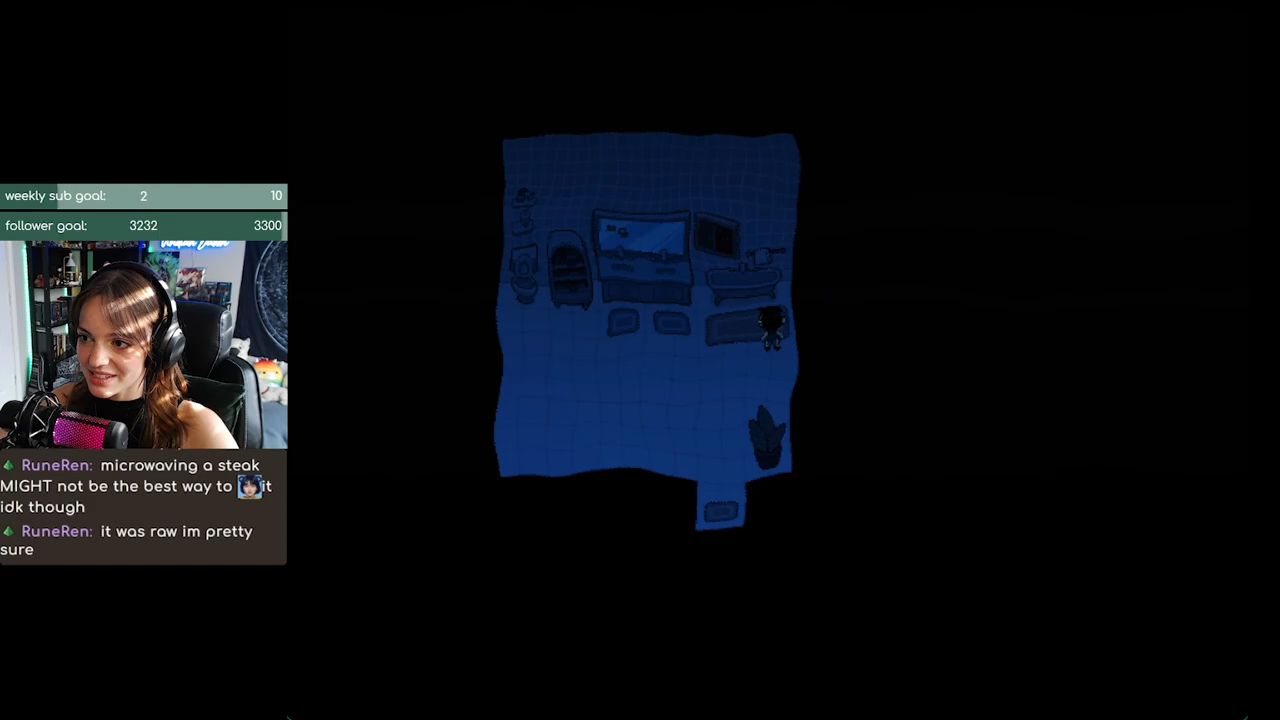 weekly sub goal: 2 10
follower goal: 3232 3300
RuneRen: microwaving a steak
MIGHT not be the best way to it
idk though
RuneRen: it was raw im pretty
sure